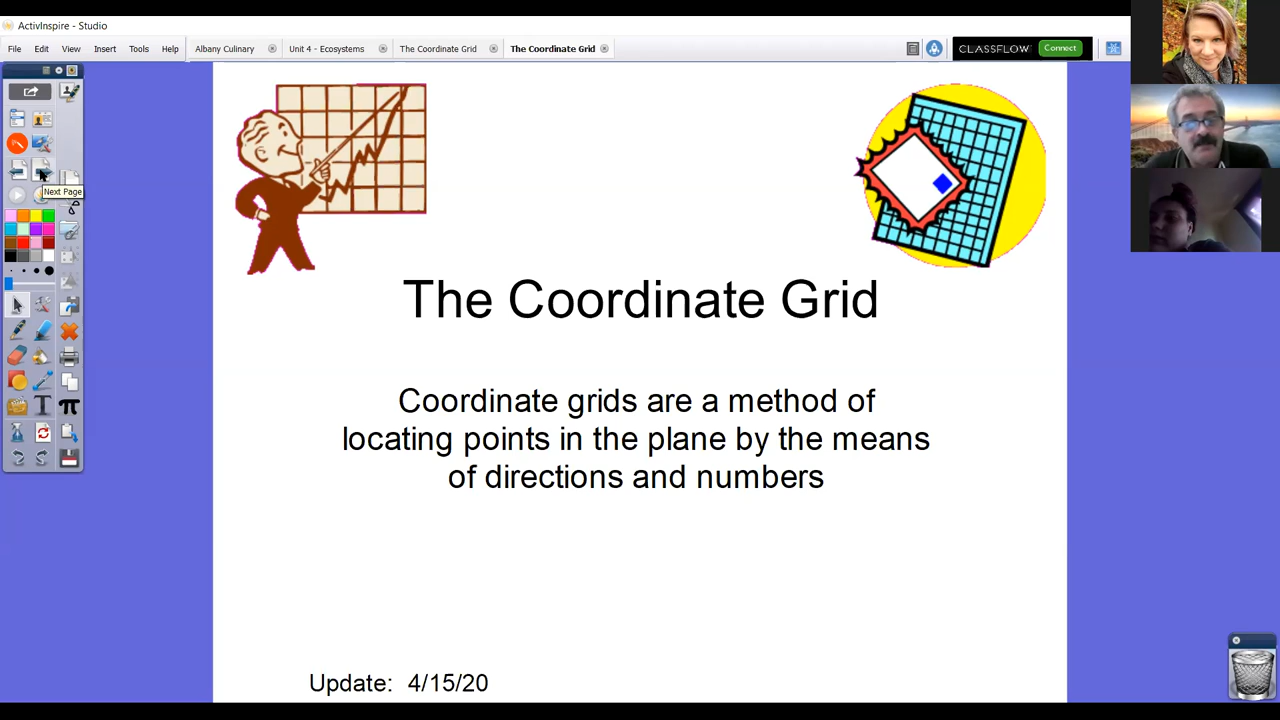 ActivInspire - Studio
File Edit View Insert Tools Help
Albany Culinary Unit 4 - Ecosystems The Coordinate Grid The Coordinate Grid
CLASSFLOW Connect
Next Page
The Coordinate Grid
Coordinate grids are a method of
locating points in the plane by the means
of directions and numbers
Update: 4/15/20